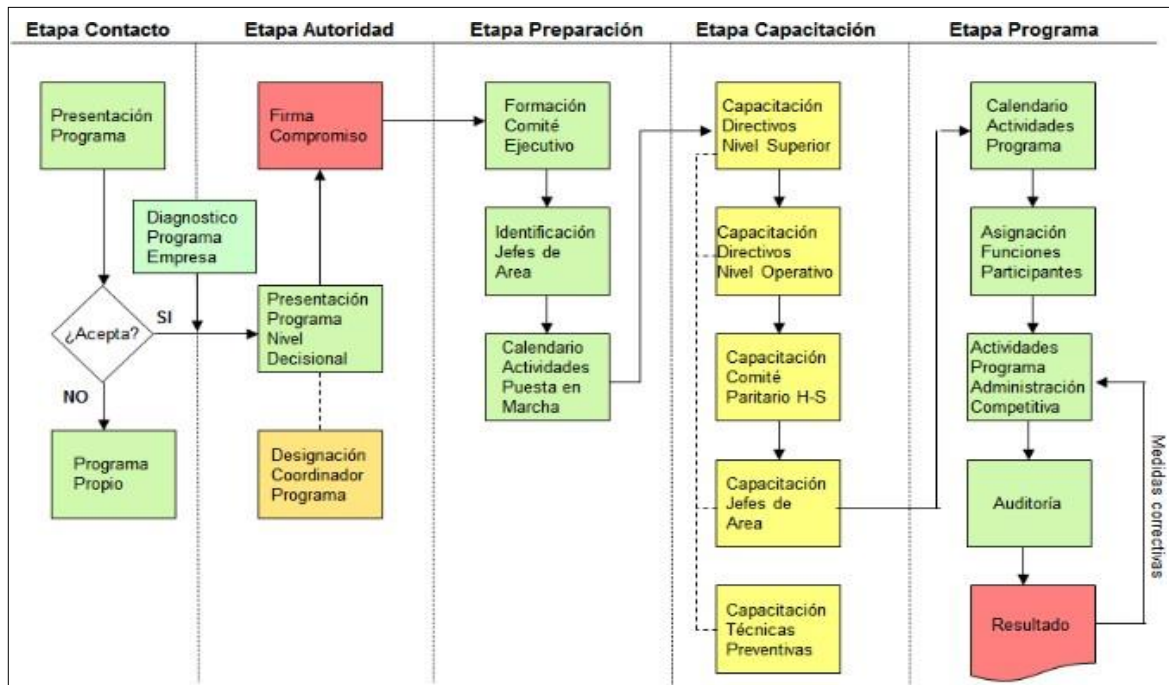 Etapa Contacto
Etapa Autoridad
Etapa Preparación
Etapa Capacitación
Etapa Programa
Presentación
Programa
Diagnostico
Programa
Empresa
¿Acepta?
SI
NO
Programa
Propio
Firma
Compromiso
Presentación
Programa
Nivel
Decisional
Designación
Coordinador
Programa
Formación
Comité
Ejecutivo
Identificación
Jefes de
Area
Calendario
Actividades
Puesta en
Marcha
Capacitación
Directivos
Nivel Superior
Capacitación
Directivos
Nivel Operativo
Capacitación
Comité
Paritario H-S
Capacitación
Jefes de
Area
Capacitación
Técnicas
Preventivas
Calendario
Actividades
Programa
Asignación
Funciones
Participantes
Actividades
Programa
Administración
Competitiva
Auditoría
Resultado
Medidas correctivas